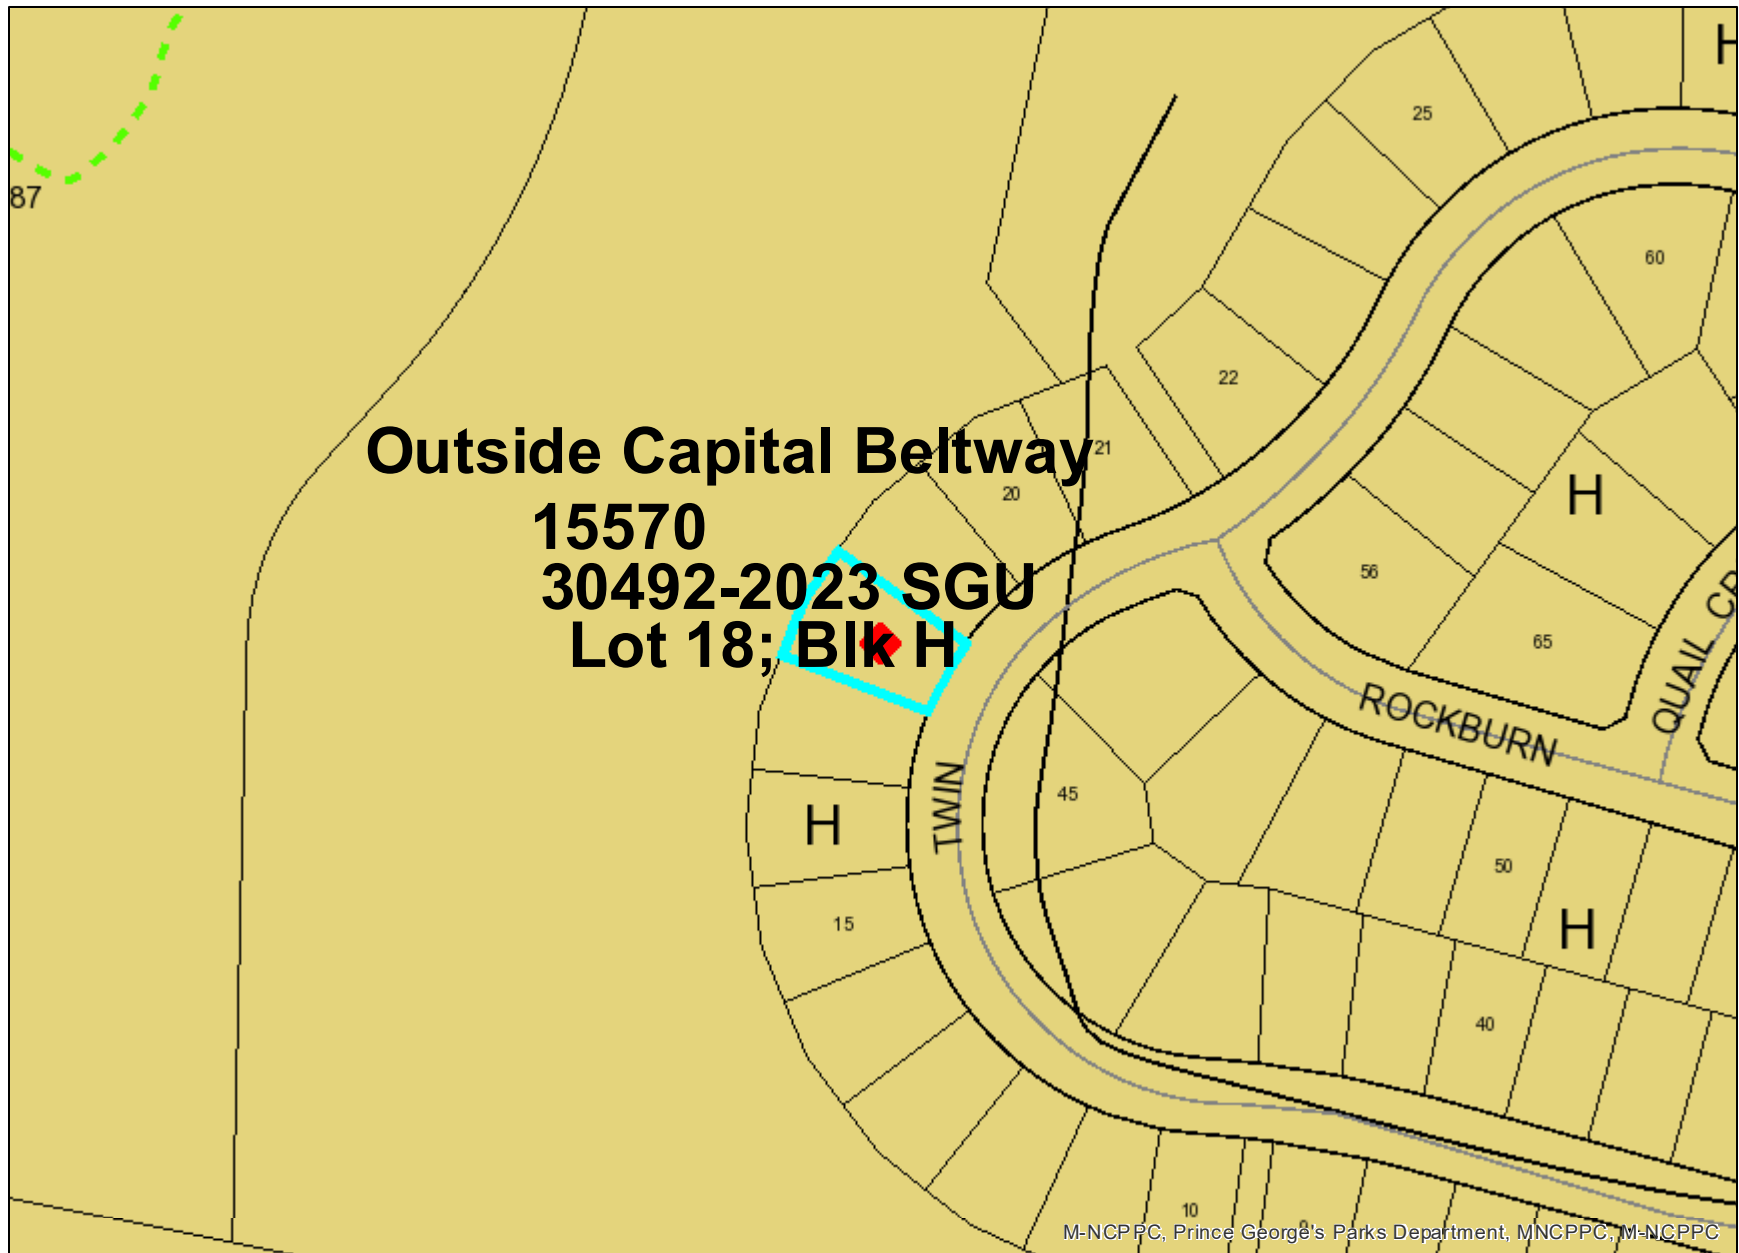 H
25
87
60
22
Outside Capital Beltway
21
20
H
15570
56
30492-2023 SGU
Lot 18; Blk H
65
QUAIL
ROCKBURN
TWIN
45
H
50
15
H
40
10
M-NCPPC, Prince George's Parks Department, MNCPPC, M-NCPPC